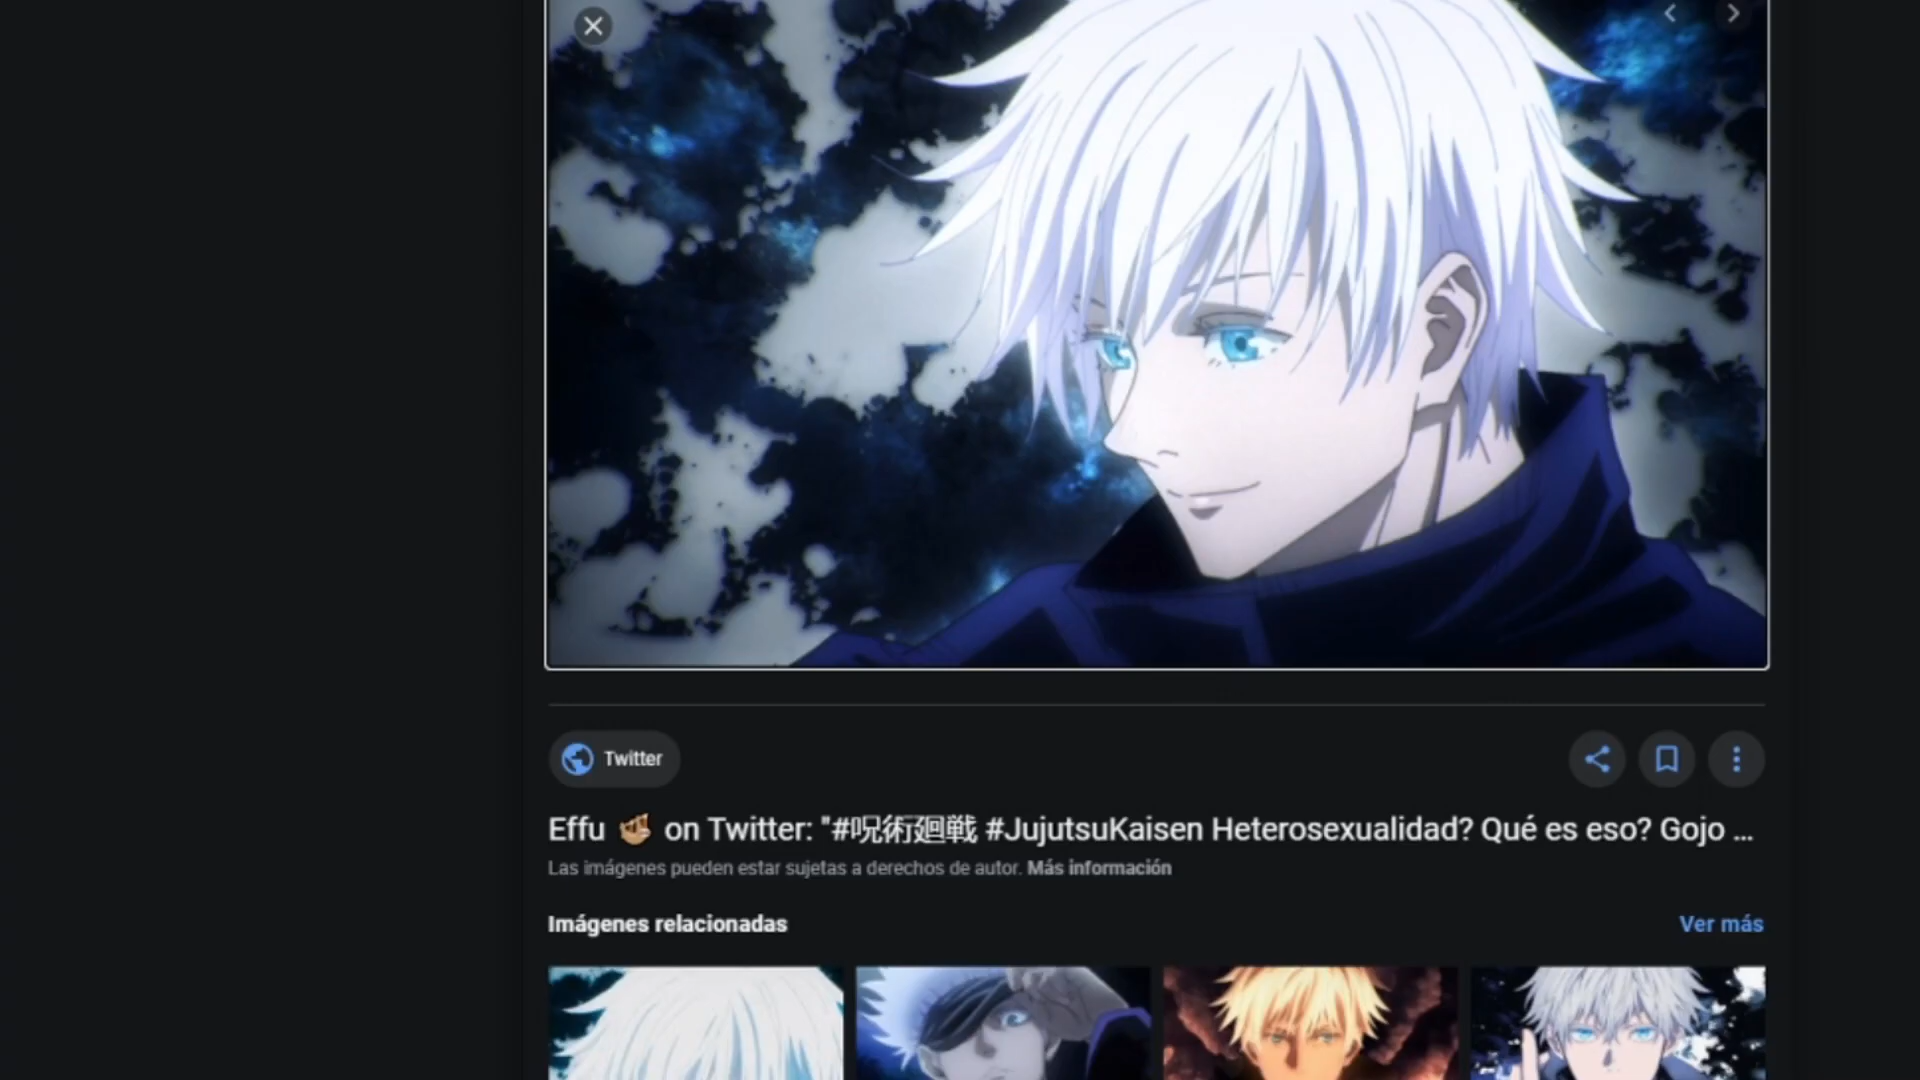 Twitter
Effu on Twitter: "#呪術廻戦 #JujutsuKaisen Heterosexualidad? Qué es eso? Gojo ...
Las imágenes pueden estar sujetas a derechos de autor. Más información
Imágenes relacionadas
Ver más